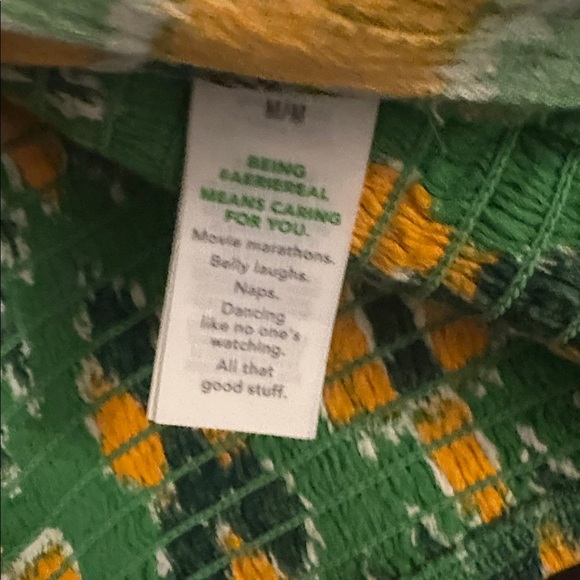 M/M
BEING
#AERIEREAL
MEANS CARING
FOR YOU.
Movie marathons.
Belly laughs.
Naps.
Dancing
like no one's
watching.
All that
good stuff.